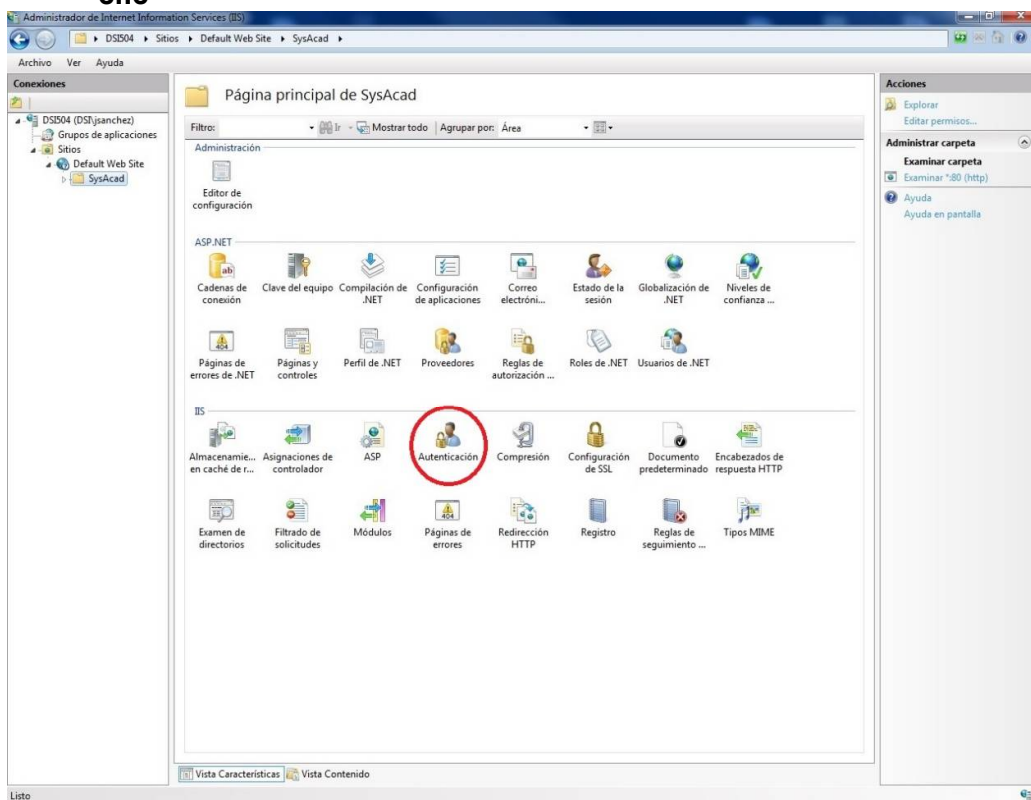 Administrador de Internet Information Services (IIS)
DSI504 Sitios Default Web Site SysAcad
Archivo Ver Ayuda
Conexiones
DSI504 (DSI\jsanchez)
Grupos de aplicaciones
Sitios
Default Web Site
SysAcad
Página principal de SysAcad
Filtro: Ir Mostrar todo Agrupar por: Área
Administración
Editor de
configuración
ASP.NET
Cadenas de
conexión
Clave del equipo
Compilación de
.NET
Configuración
de aplicaciones
Correo
electróni...
Estado de la
sesión
Globalización de
.NET
Niveles de
confianza ...
Páginas de
errores de .NET
Páginas y
controles
Perfil de .NET
Proveedores
Reglas de
autorización ...
Roles de .NET
Usuarios de .NET
IIS
Almacenamie...
en caché de r...
Asignaciones de
controlador
ASP
Autenticación
Compresión
Configuración
de SSL
Documento
predeterminado
Encabezados de
respuesta HTTP
Examen de
directorios
Filtrado de
solicitudes
Módulos
Páginas de
errores
Redirección
HTTP
Registro
Reglas de
seguimiento ...
Tipos MIME
Vista Características Vista Contenido
Acciones
Explorar
Editar permisos...
Administrar carpeta
Examinar carpeta
Examinar *:80 (http)
Ayuda
Ayuda en pantalla
Listo